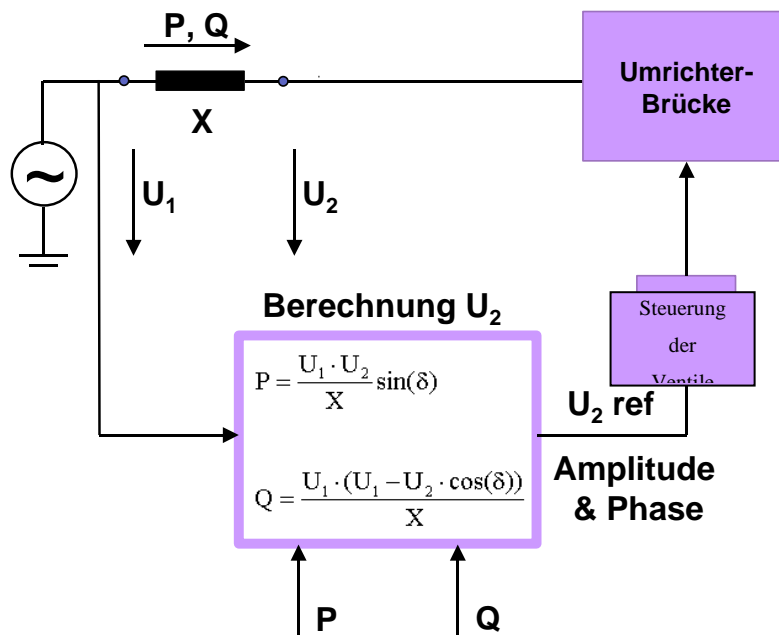 P, Q
Umrichter-
Brücke
X
~
U₁
U₂
Berechnung U₂
Steuerung
der
Ventile
P = U₁ · U₂ / X sin(δ)
U₂ ref
Q = U₁ · (U₁ − U₂ · cos(δ)) / X
Amplitude
& Phase
P
Q